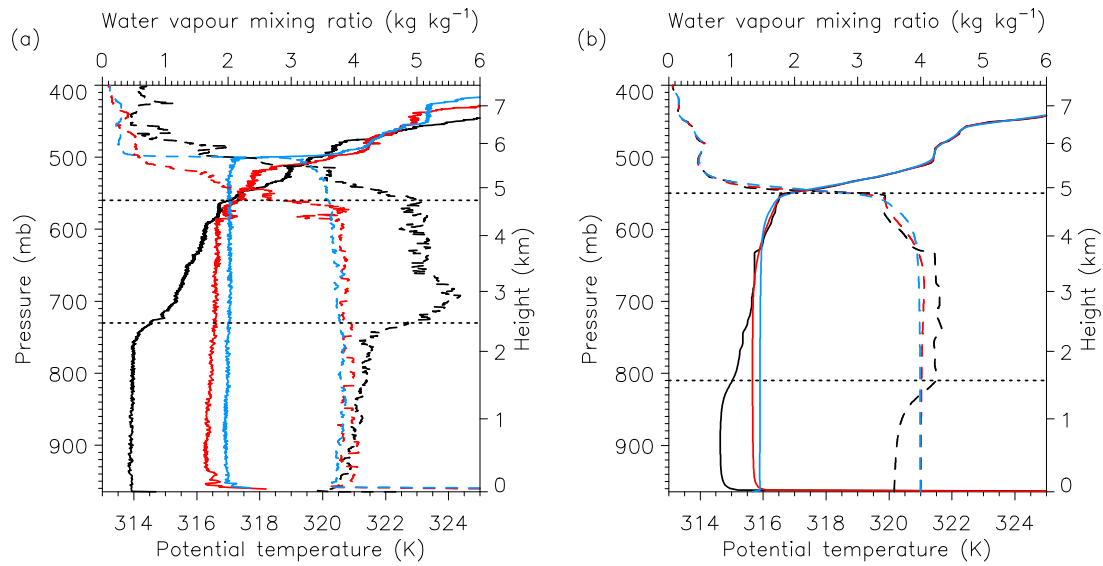 Water vapour mixing ratio (kg kg⁻¹)
(a)
0 1 2 3 4 5 6
400
500
600
700
800
900
Pressure (mb)
7
6
5
4
3
2
1
0
Height (km)
314 316 318 320 322 324
Potential temperature (K)
Water vapour mixing ratio (kg kg⁻¹)
(b)
0 1 2 3 4 5 6
400
500
600
700
800
900
Pressure (mb)
7
6
5
4
3
2
1
0
Height (km)
314 316 318 320 322 324
Potential temperature (K)